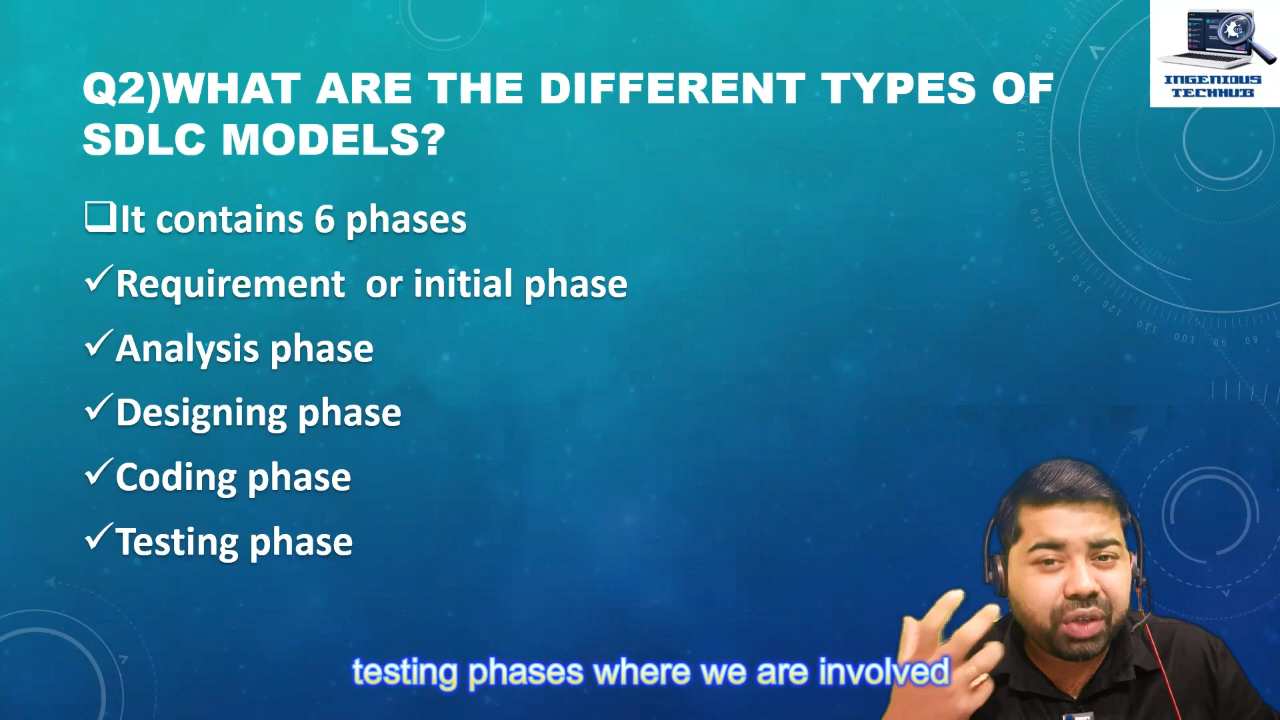 INGENIOUS
TECHHUB
Q2)WHAT ARE THE DIFFERENT TYPES OF
SDLC MODELS?
It contains 6 phases
Requirement or initial phase
Analysis phase
Designing phase
Coding phase
Testing phase
testing phases where we are involved